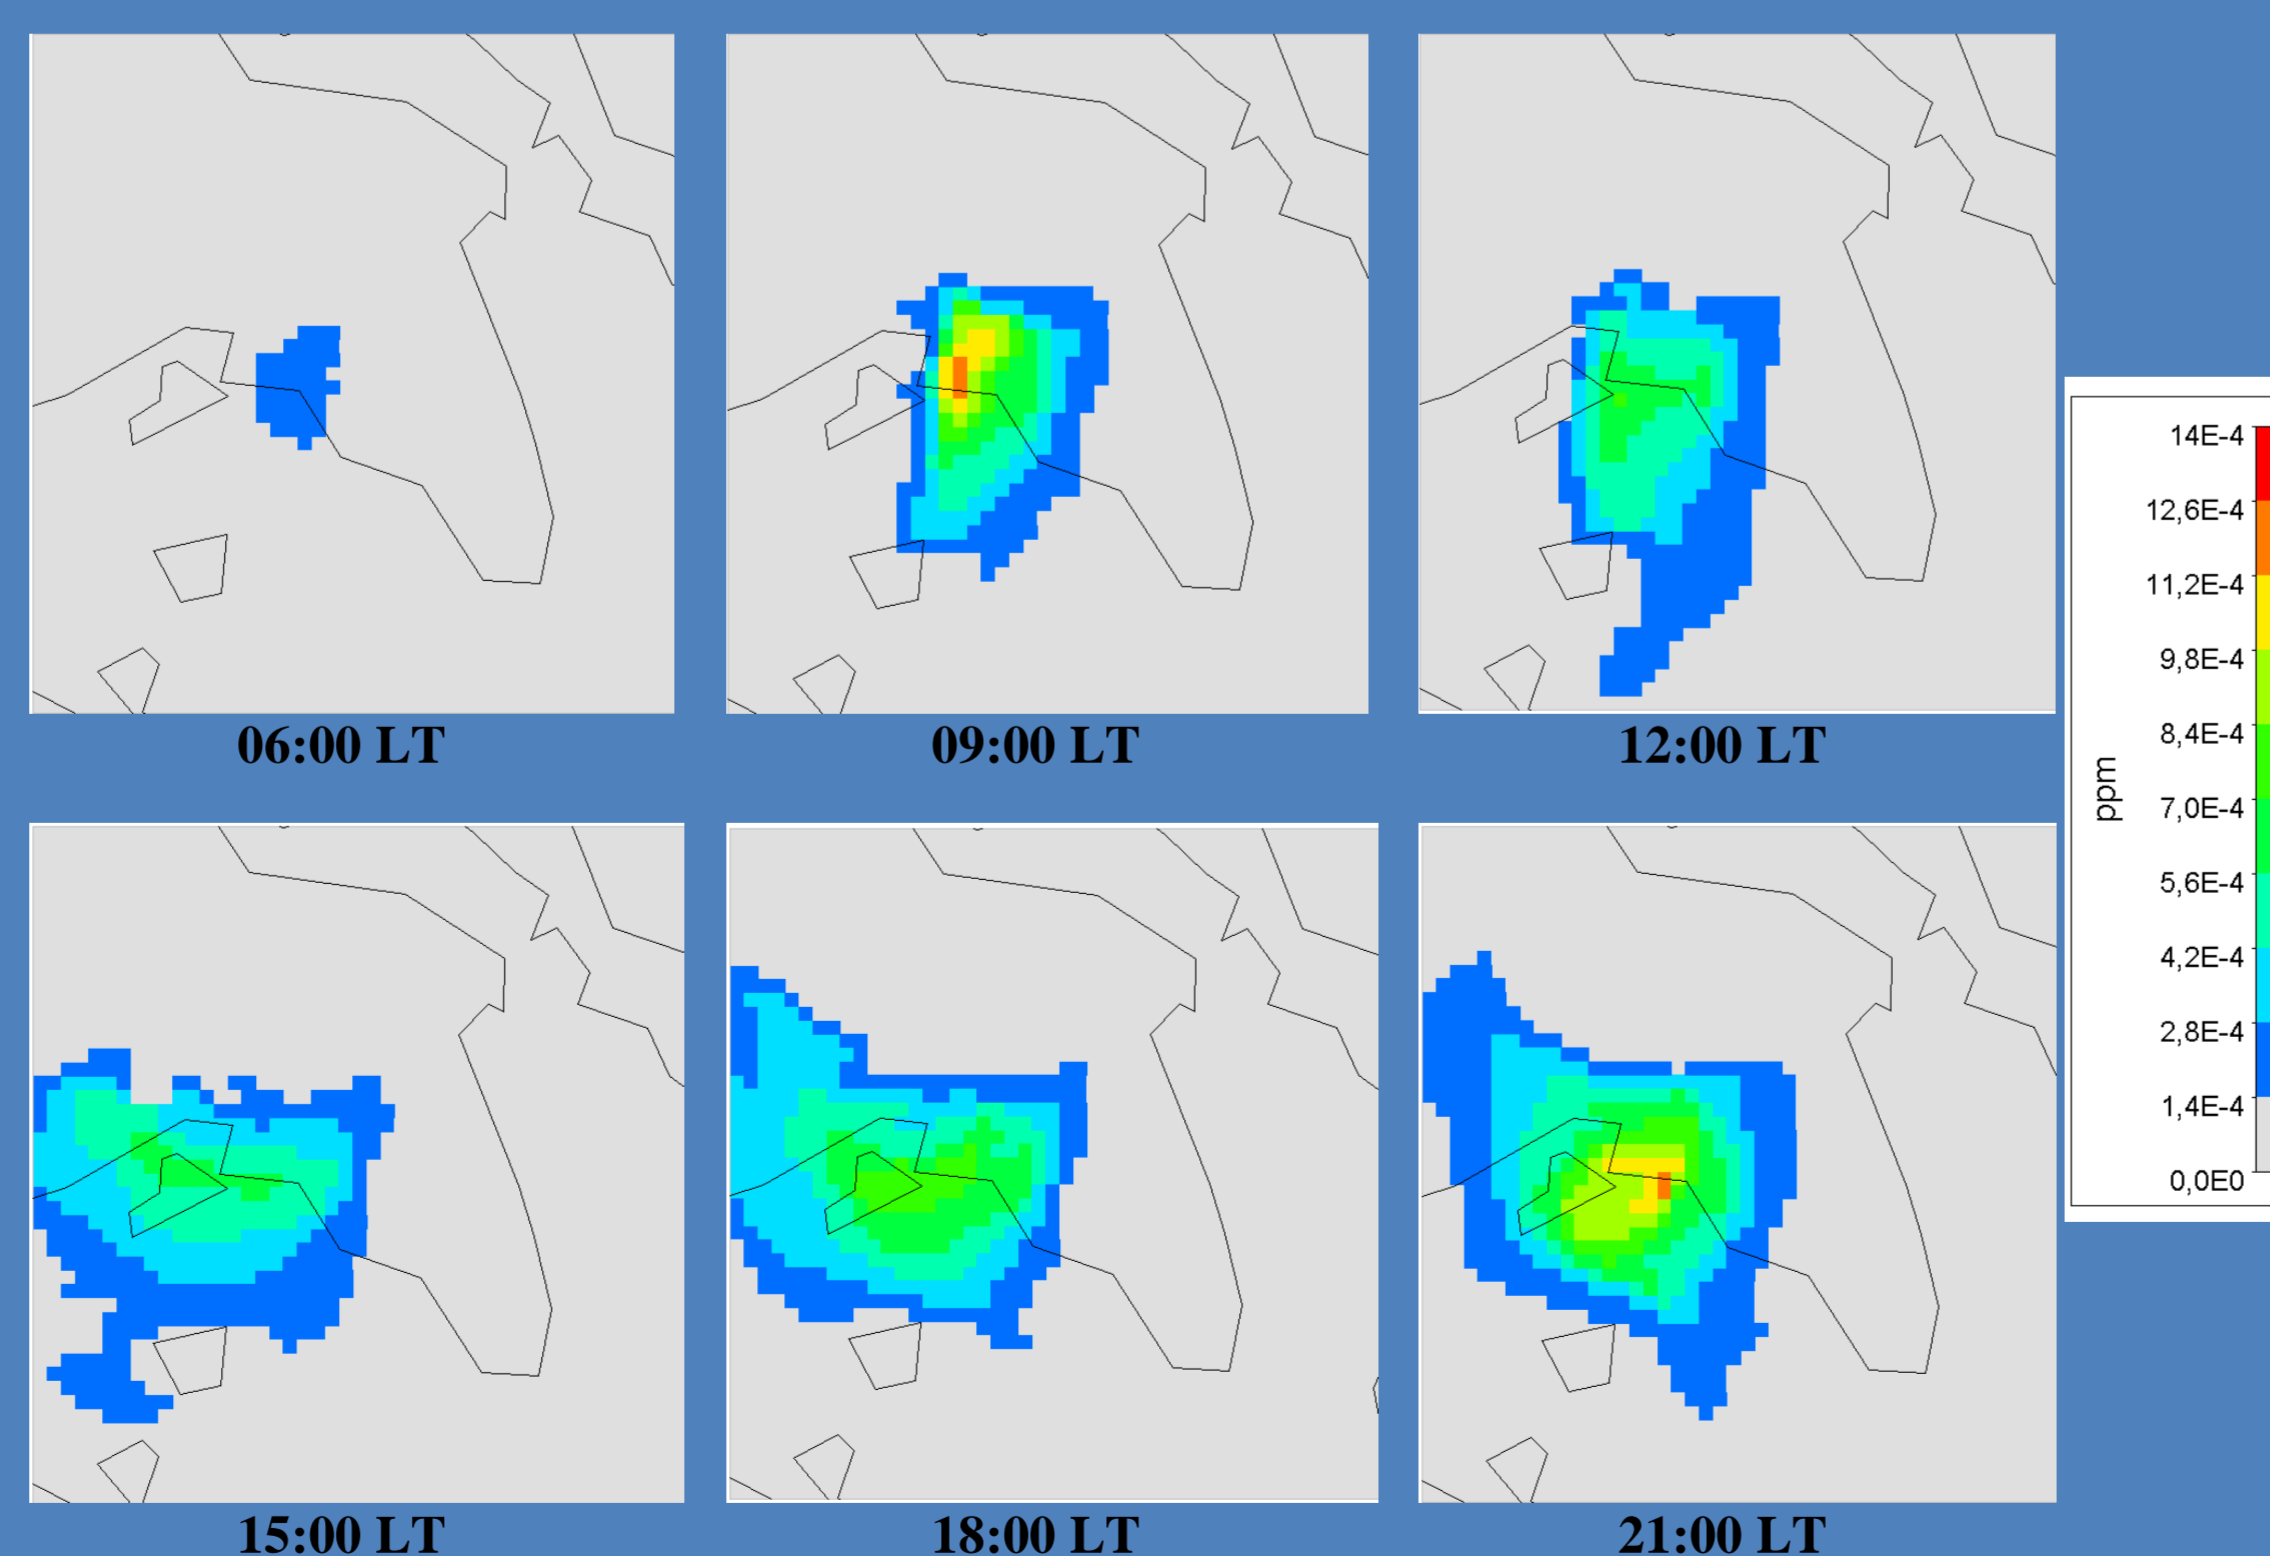 06:00 LT
09:00 LT
12:00 LT
15:00 LT
18:00 LT
21:00 LT
ppm
14E-4
12,6E-4
11,2E-4
9,8E-4
8,4E-4
7,0E-4
5,6E-4
4,2E-4
2,8E-4
1,4E-4
0,0E0